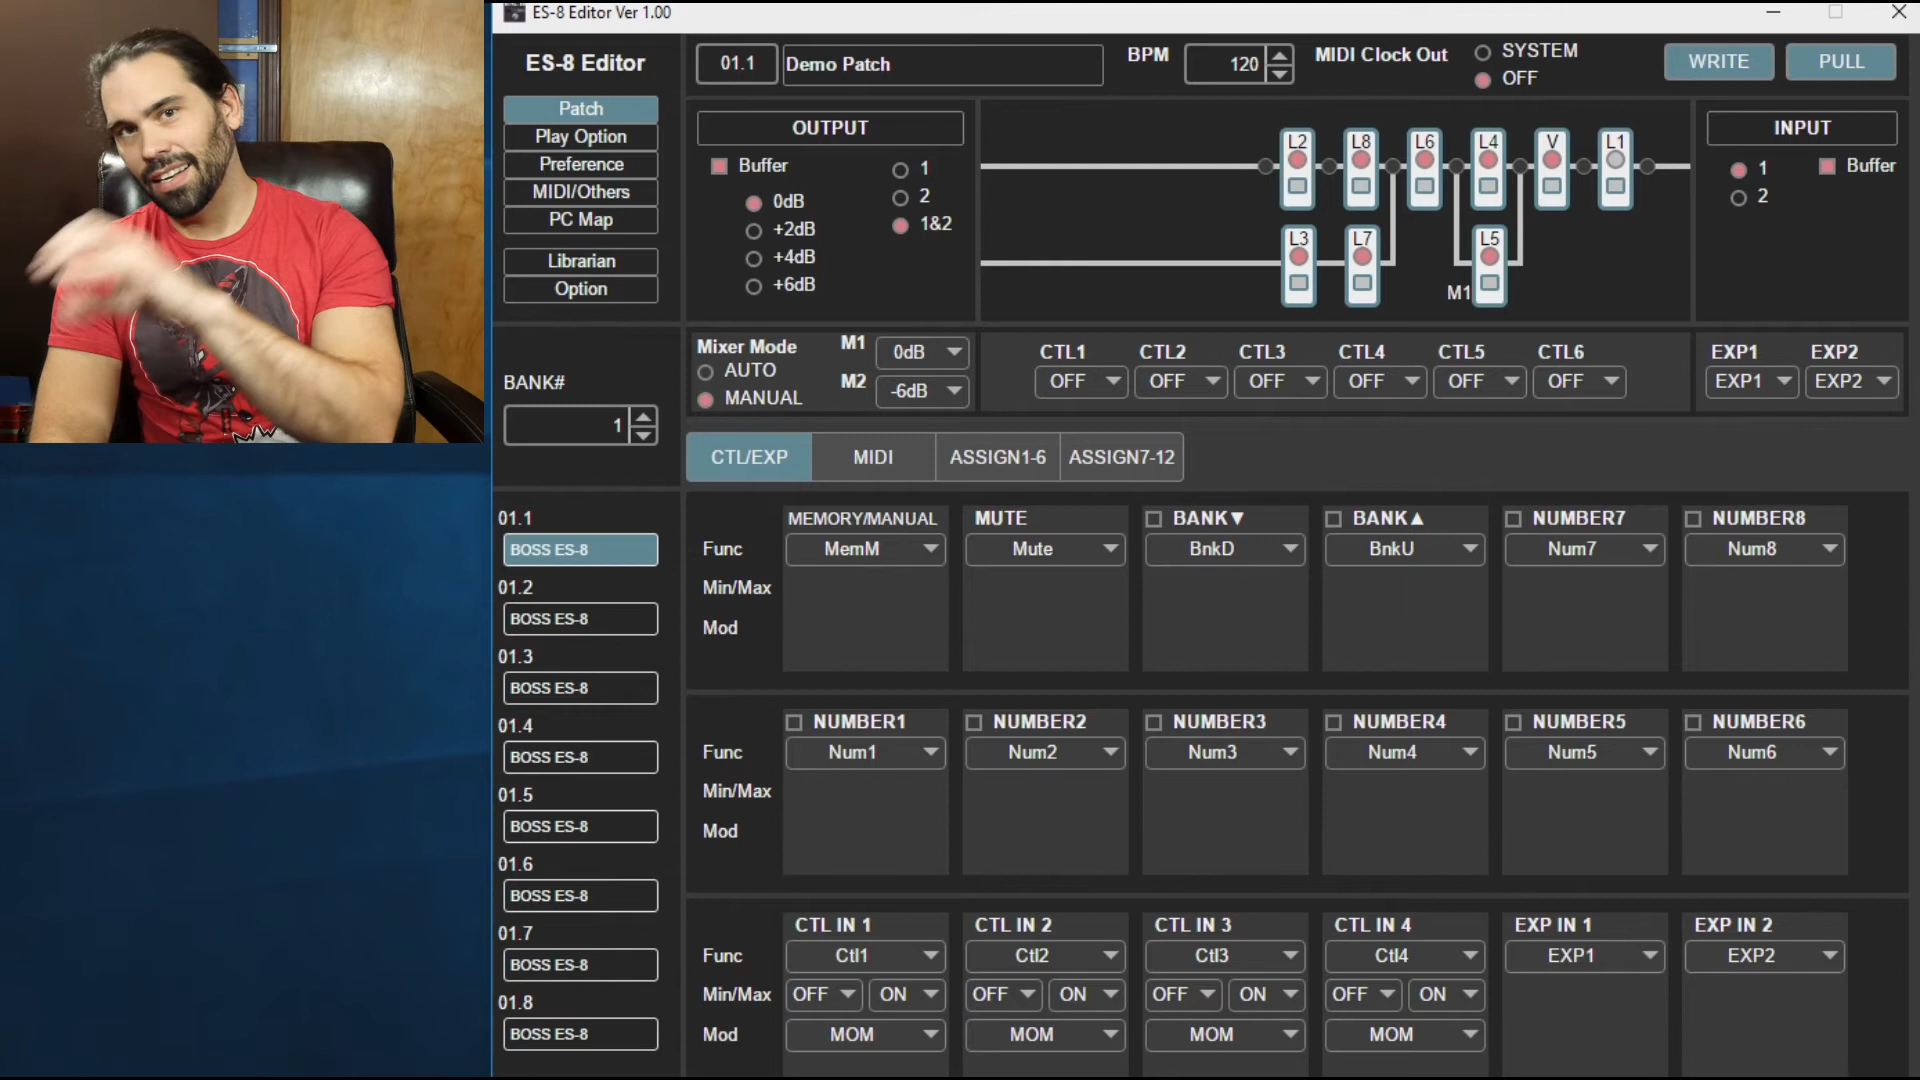 ES-8 Editor Ver 1.00
ES-8 Editor
Patch
Play Option
Preference
MIDI/Others
PC Map
Librarian
Option
BANK#
1
01.1
BOSS ES-8
01.2
BOSS ES-8
01.3
BOSS ES-8
01.4
BOSS ES-8
01.5
BOSS ES-8
01.6
BOSS ES-8
01.7
BOSS ES-8
01.8
BOSS ES-8
01.1 Demo Patch BPM 120 MIDI Clock Out SYSTEM OFF WRITE PULL
OUTPUT
Buffer
0dB
+2dB
+4dB
+6dB
1
2
1&2
L2 L8 L6 L4 V L1
L3 L7 M1 L5
INPUT
1
2
Buffer
Mixer Mode
AUTO
MANUAL
M1 0dB
M2 -6dB
CTL1 CTL2 CTL3 CTL4 CTL5 CTL6
OFF OFF OFF OFF OFF OFF
EXP1 EXP2
EXP1 EXP2
CTL/EXP MIDI ASSIGN1-6 ASSIGN7-12
MEMORY/MANUAL MUTE BANK▼ BANK▲ NUMBER7 NUMBER8
Func MemM Mute BnkD BnkU Num7 Num8
Min/Max
Mod
NUMBER1 NUMBER2 NUMBER3 NUMBER4 NUMBER5 NUMBER6
Func Num1 Num2 Num3 Num4 Num5 Num6
Min/Max
Mod
CTL IN 1 CTL IN 2 CTL IN 3 CTL IN 4 EXP IN 1 EXP IN 2
Func Ctl1 Ctl2 Ctl3 Ctl4 EXP1 EXP2
Min/Max OFF ON OFF ON OFF ON OFF ON
Mod MOM MOM MOM MOM